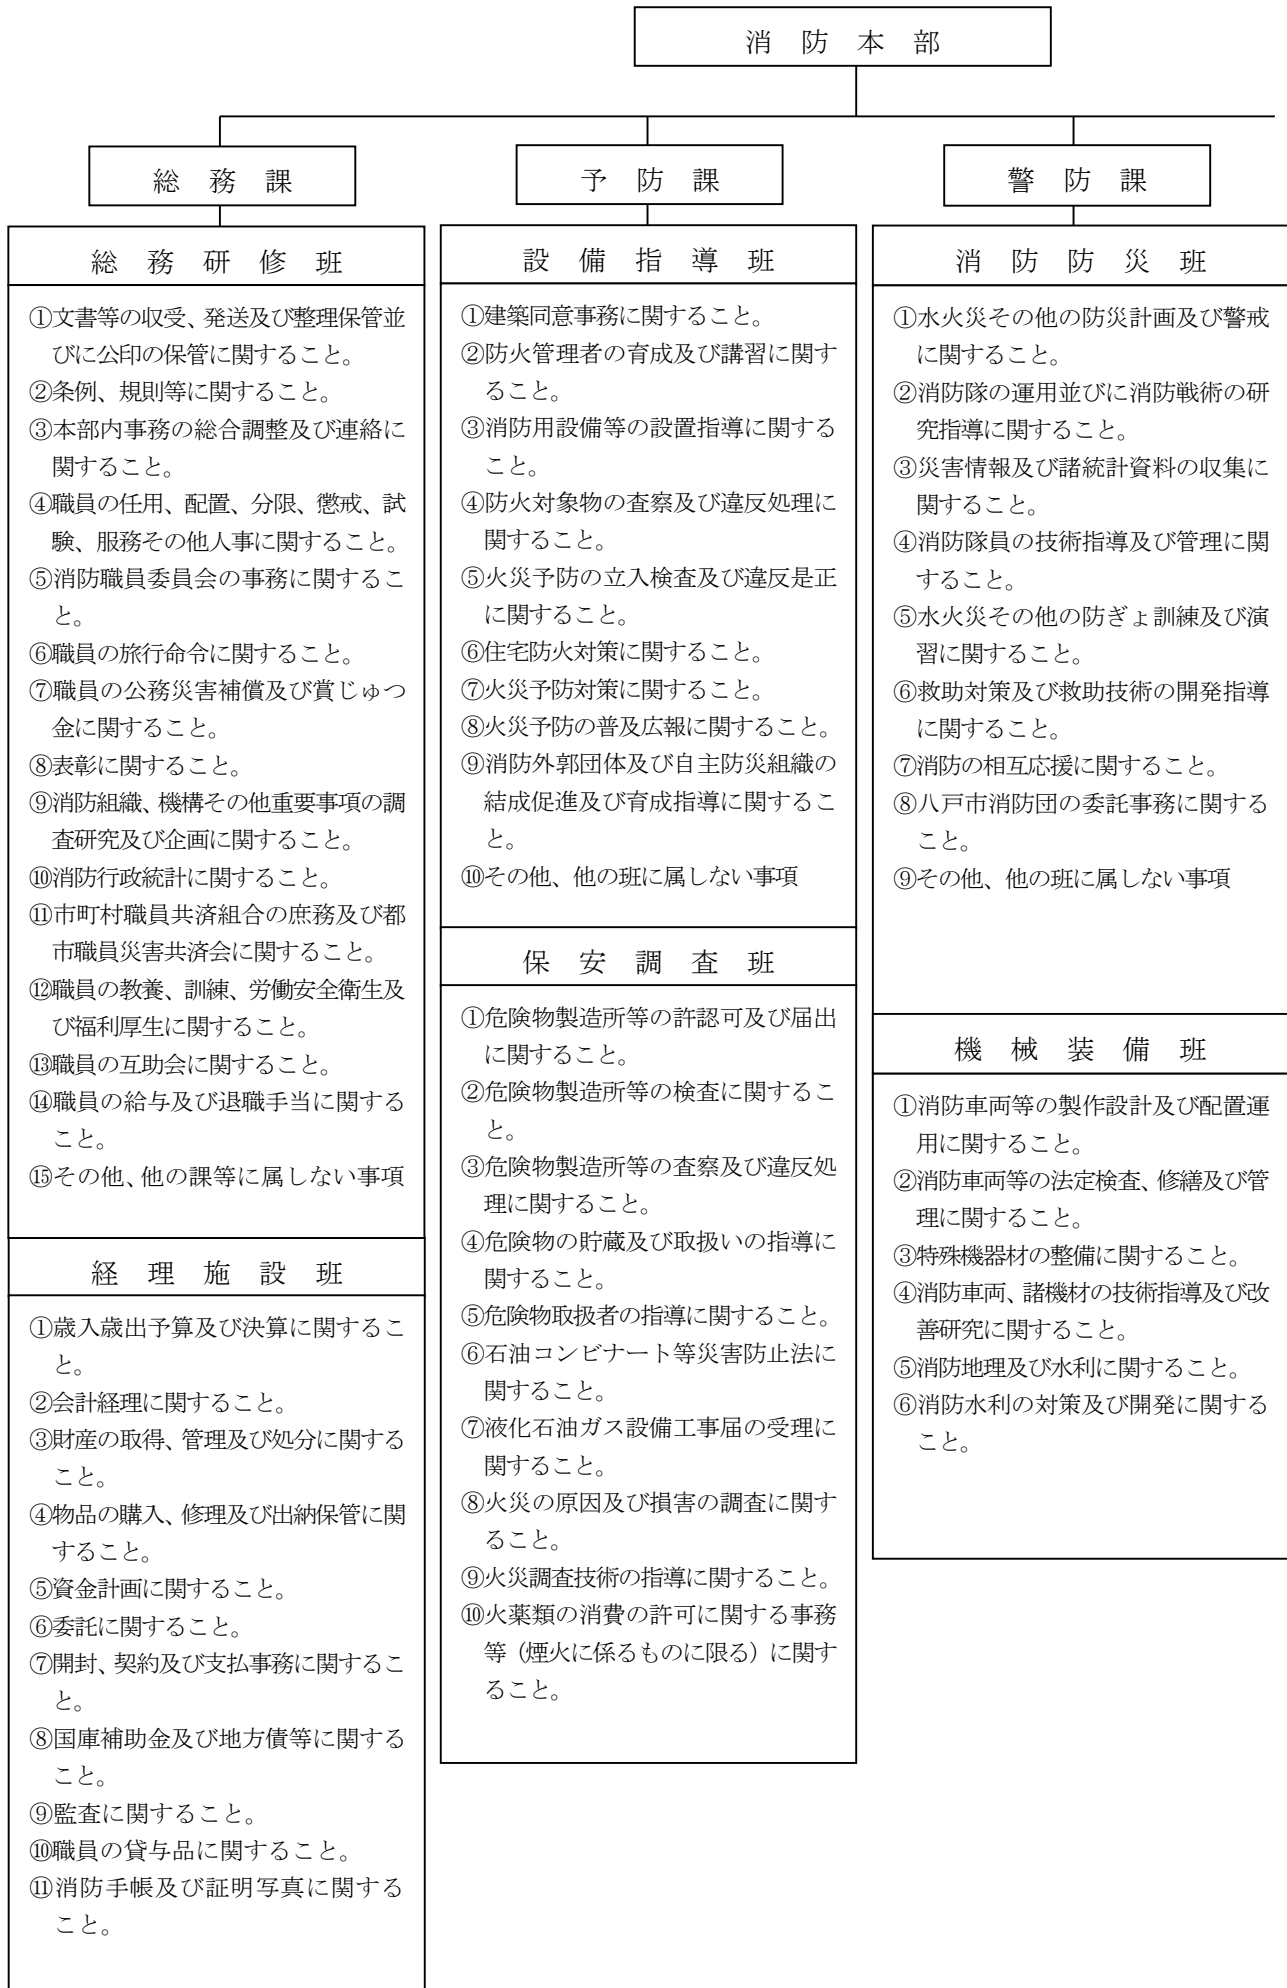 消防本部
総務課
総務研修班
①文書等の収受、発送及び整理保管並
びに公印の保管に関すること。
②条例、規則等に関すること。
③本部内事務の総合調整及び連絡に
関すること。
④職員の任用、配置、分限、懲戒、試
験、服務その他人事に関すること。
⑤消防職員委員会の事務に関するこ
と。
⑥職員の旅行命令に関すること。
⑦職員の公務災害補償及び賞じゅつ
金に関すること。
⑧表彰に関すること。
⑨消防組織、機構その他重要事項の調
査研究及び企画に関すること。
⑩消防行政統計に関すること。
⑪市町村職員共済組合の庶務及び都
市職員災害共済会に関すること。
⑫職員の教養、訓練、労働安全衛生及
び福利厚生に関すること。
⑬職員の互助会に関すること。
⑭職員の給与及び退職手当に関する
こと。
⑮その他、他の課等に属しない事項
経理施設班
①歳入歳出予算及び決算に関するこ
と。
②会計経理に関すること。
③財産の取得、管理及び処分に関する
こと。
④物品の購入、修理及び出納保管に関
すること。
⑤資金計画に関すること。
⑥委託に関すること。
⑦開封、契約及び支払事務に関するこ
と。
⑧国庫補助金及び地方債等に関する
こと。
⑨監査に関すること。
⑩職員の貸与品に関すること。
⑪消防手帳及び証明写真に関する
こと。
予防課
設備指導班
①建築同意事務に関すること。
②防火管理者の育成及び講習に関す
ること。
③消防用設備等の設置指導に関する
こと。
④防火対象物の査察及び違反処理に
関すること。
⑤火災予防の立入検査及び違反是正
に関すること。
⑥住宅防火対策に関すること。
⑦火災予防対策に関すること。
⑧火災予防の普及広報に関すること。
⑨消防外郭団体及び自主防災組織の
結成促進及び育成指導に関するこ
と。
⑩その他、他の班に属しない事項
保安調査班
①危険物製造所等の許認可及び届出
に関すること。
②危険物製造所等の検査に関するこ
と。
③危険物製造所等の査察及び違反処
理に関すること。
④危険物の貯蔵及び取扱いの指導に
関すること。
⑤危険物取扱者の指導に関すること。
⑥石油コンビナート等災害防止法に
関すること。
⑦液化石油ガス設備工事届の受理に
関すること。
⑧火災の原因及び損害の調査に関す
ること。
⑨火災調査技術の指導に関すること。
⑩火薬類の消費の許可に関する事務
等（煙火に係るものに限る）に関す
ること。
警防課
消防防災班
①水火災その他の防災計画及び警戒
に関すること。
②消防隊の運用並びに消防戦術の研
究指導に関すること。
③災害情報及び諸統計資料の収集に
関すること。
④消防隊員の技術指導及び管理に関
すること。
⑤水火災その他の防ぎょ訓練及び演
習に関すること。
⑥救助対策及び救助技術の開発指導
に関すること。
⑦消防の相互応援に関すること。
⑧八戸市消防団の委託事務に関する
こと。
⑨その他、他の班に属しない事項
機械装備班
①消防車両等の製作設計及び配置運
用に関すること。
②消防車両等の法定検査、修繕及び管
理に関すること。
③特殊機器材の整備に関すること。
④消防車両、諸機材の技術指導及び改
善研究に関すること。
⑤消防地理及び水利に関すること。
⑥消防水利の対策及び開発に関する
こと。